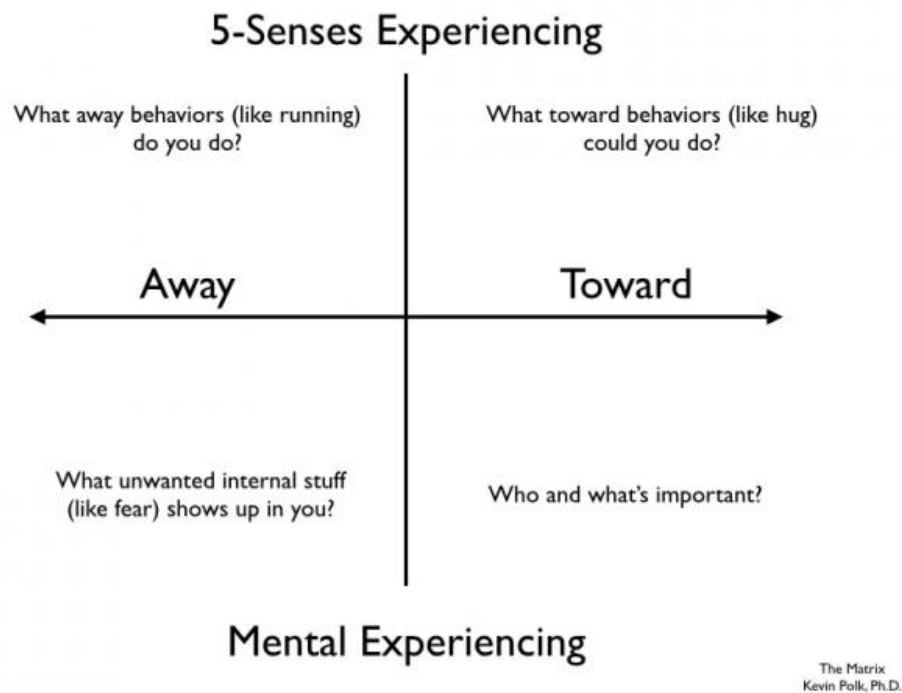 5-Senses Experiencing
What away behaviors (like running)
do you do?
What toward behaviors (like hug)
could you do?
Away
Toward
What unwanted internal stuff
(like fear) shows up in you?
Who and what's important?
Mental Experiencing
The Matrix
Kevin Polk, Ph.D.